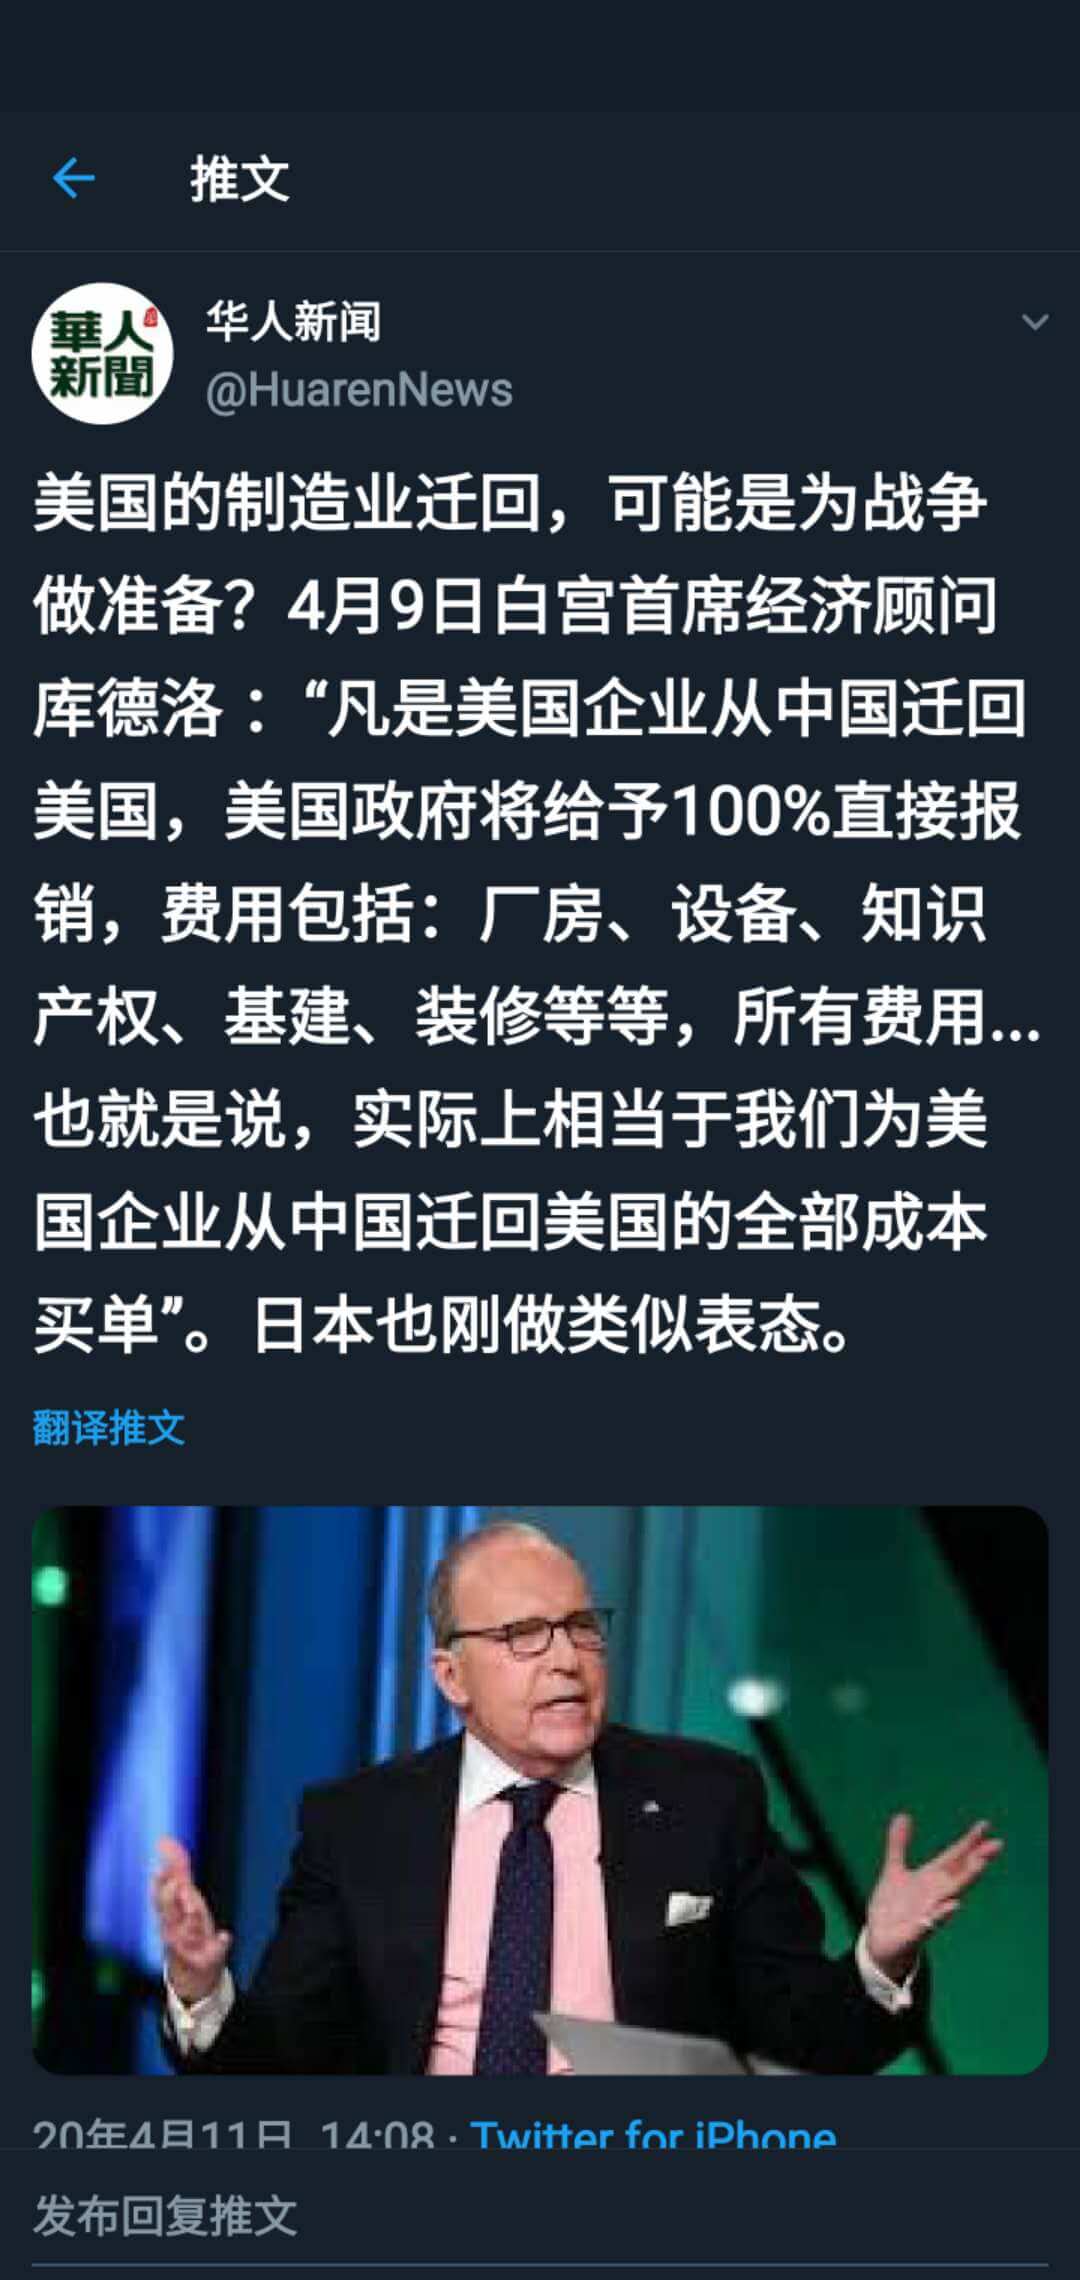 推文
華人
新聞
华人新闻
@HuarenNews
美国的制造业迁回，可能是为战争
做准备？4月9日白宫首席经济顾问
库德洛 ：“凡是美国企业从中国迁回
美国，美国政府将给予100%直接报
销，费用包括：厂房、设备、知识
产权、基建、装修等等，所有费用...
也就是说，实际上相当于我们为美
国企业从中国迁回美国的全部成本
买单”。日本也刚做类似表态。
翻译推文
20年4月11日 14:08 · Twitter for iPhone
发布回复推文